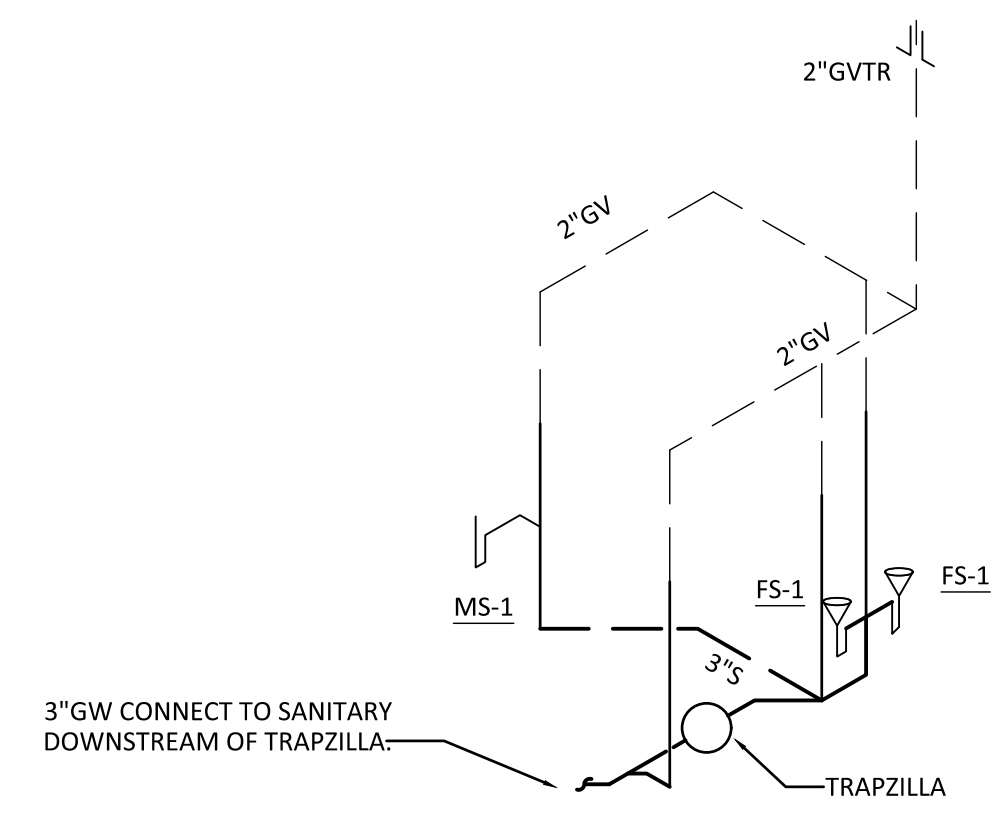 2"GVTR
2"GV
2"GV
FS-1
FS-1
MS-1
3"S
3"GW CONNECT TO SANITARY
DOWNSTREAM OF TRAPZILLA.
TRAPZILLA